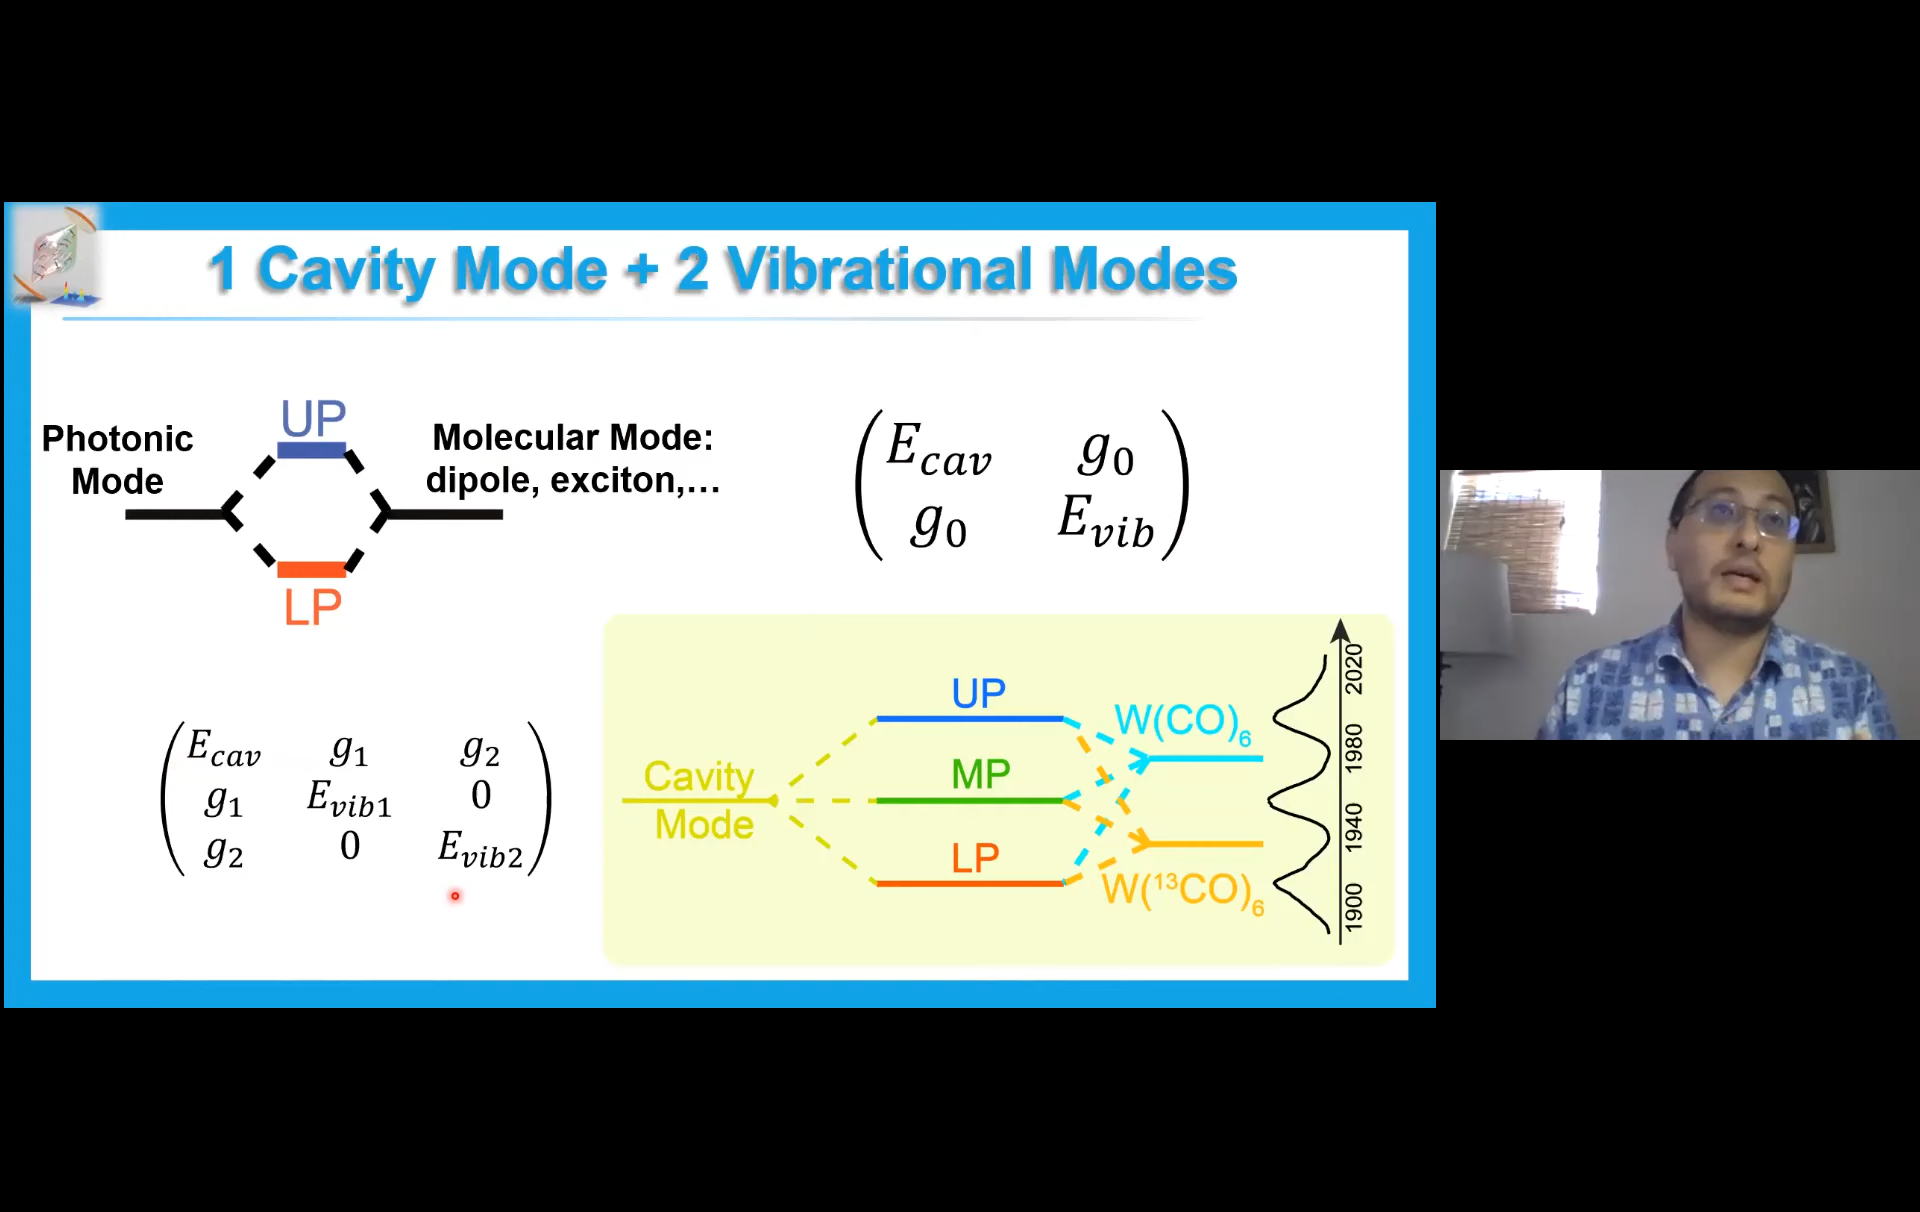 1 Cavity Mode + 2 Vibrational Modes
UP
Photonic
Mode
Molecular Mode:
dipole, exciton,...
LP
E_cav g_0
g_0 E_vib
E_cav g_1 g_2
g_1 E_vib1 0
g_2 0 E_vib2
UP
MP
LP
Cavity
Mode
W(CO)₆
W(¹³CO)₆
2020
1980
1940
1900